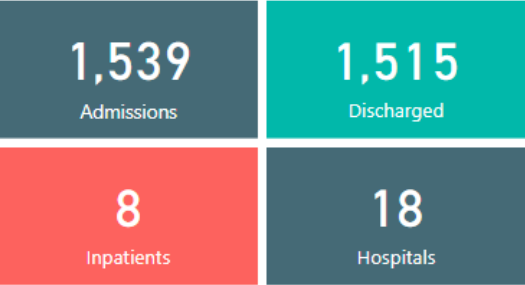 1,539
Admissions
1,515
Discharged
8
Inpatients
18
Hospitals